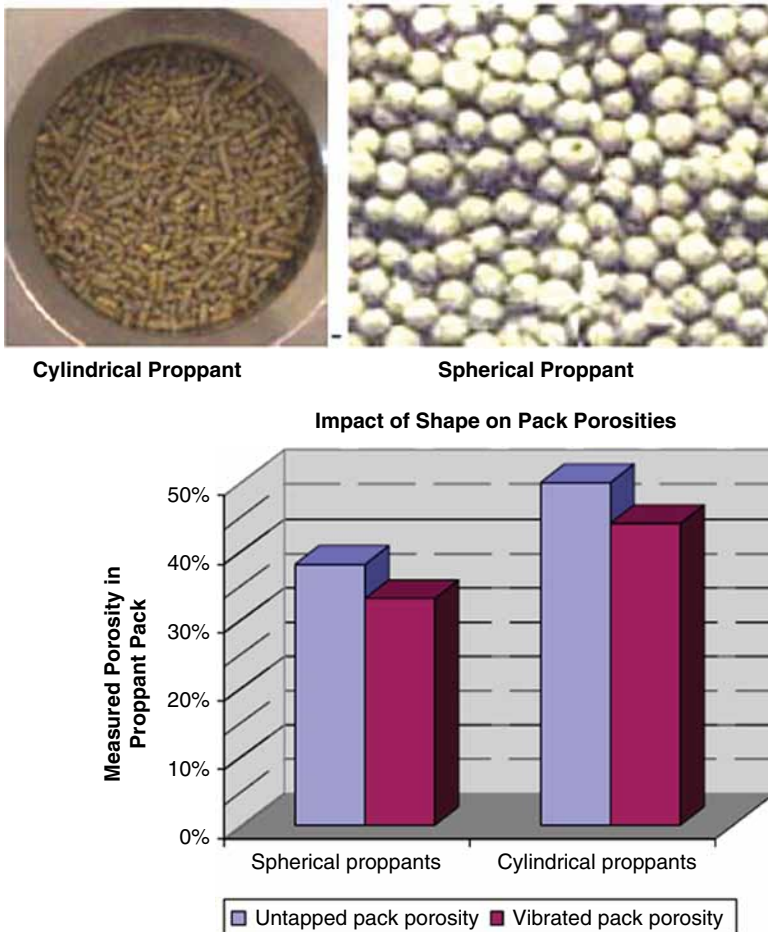 Cylindrical Proppant
Spherical Proppant
Impact of Shape on Pack Porosities
Measured Porosity in
Proppant Pack
50%
40%
30%
20%
10%
0%
Spherical proppants
Cylindrical proppants
Untapped pack porosity
Vibrated pack porosity